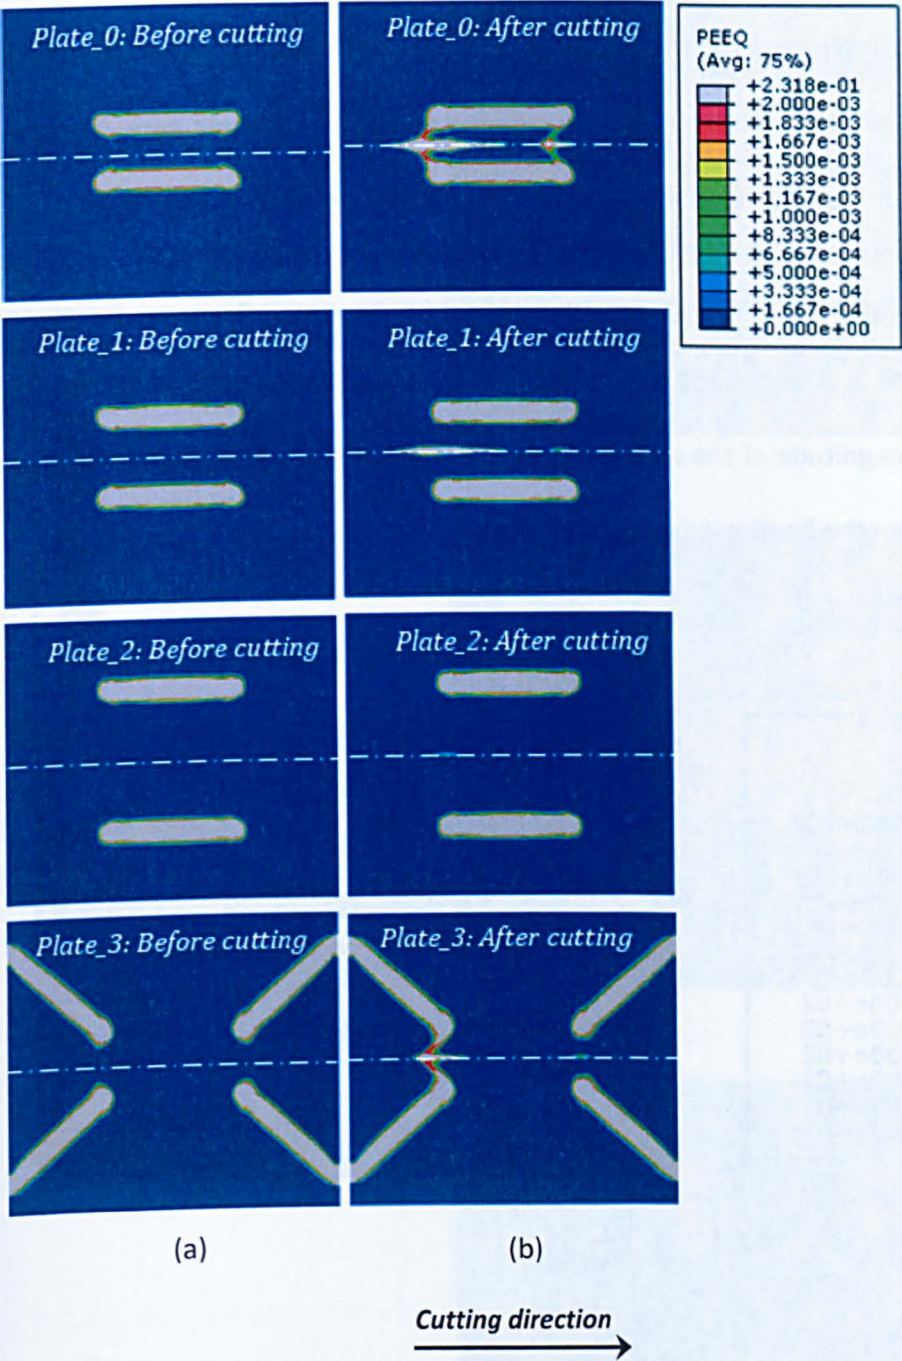 Plate_0: Before cutting
Plate_0: After cutting
PEEQ
(Avg: 75%)
+2.318e-01
+2.000e-03
+1.833e-03
+1.667e-03
+1.500e-03
+1.333e-03
+1.167e-03
+1.000e-03
+8.333e-04
+6.667e-04
+5.000e-04
+3.333e-04
+1.667e-04
+0.000e+00
Plate_1: Before cutting
Plate_1: After cutting
Plate_2: Before cutting
Plate_2: After cutting
Plate_3: Before cutting
Plate_3: After cutting
(a)
(b)
Cutting direction